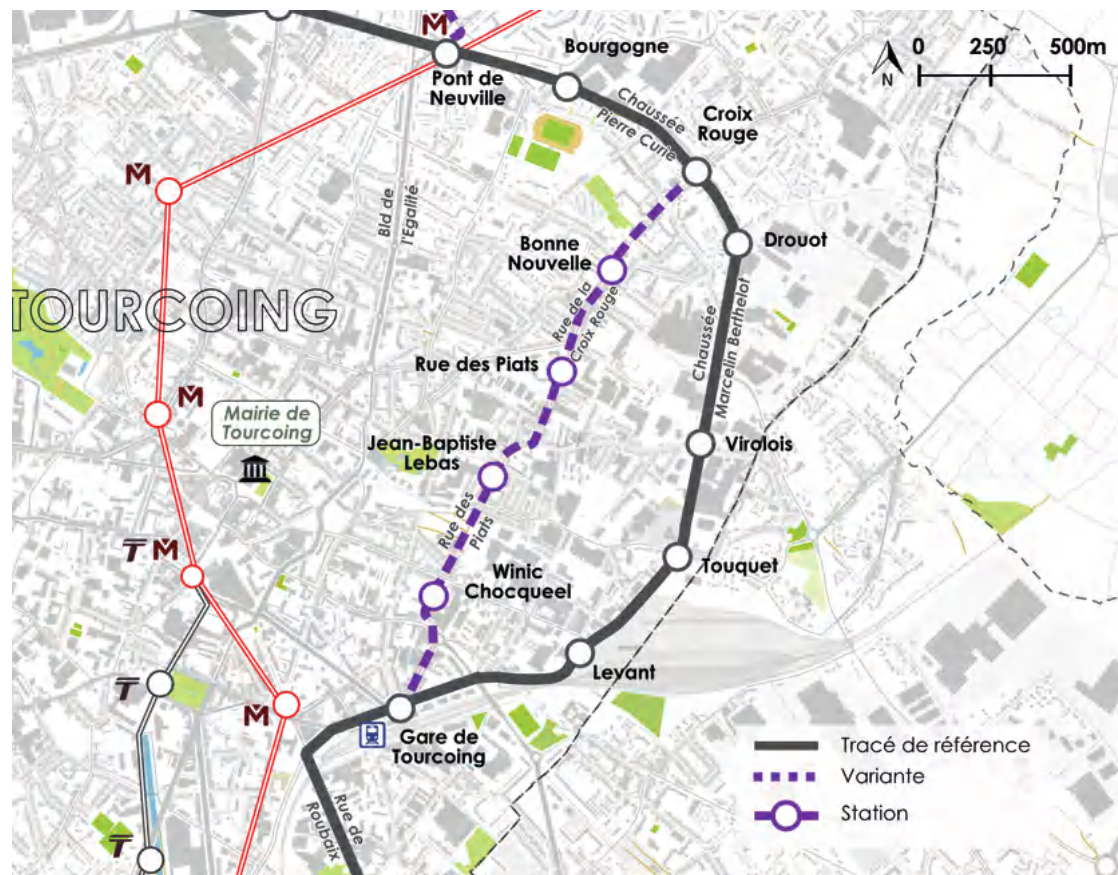 M
Bourgogne
0 250 500m
N
Pont de
Neuville
Chaussée
Pierre Curie
Croix
Rouge
M
Bld de
l'Egalité
Bonne
Nouvelle
Drouot
TOURCOING
Rue de la
Croix Rouge
Chaussée
Marcelin Berthelot
Rue des Piats
M
Mairie de
Tourcoing
Jean-Baptiste
Lebas
Virolois
Rue des
Piats
T M
Winic
Chocqueel
Touquet
Levant
T
M
Gare de
Tourcoing
Tracé de référence
Variante
Station
Rue de
Roubaix
T